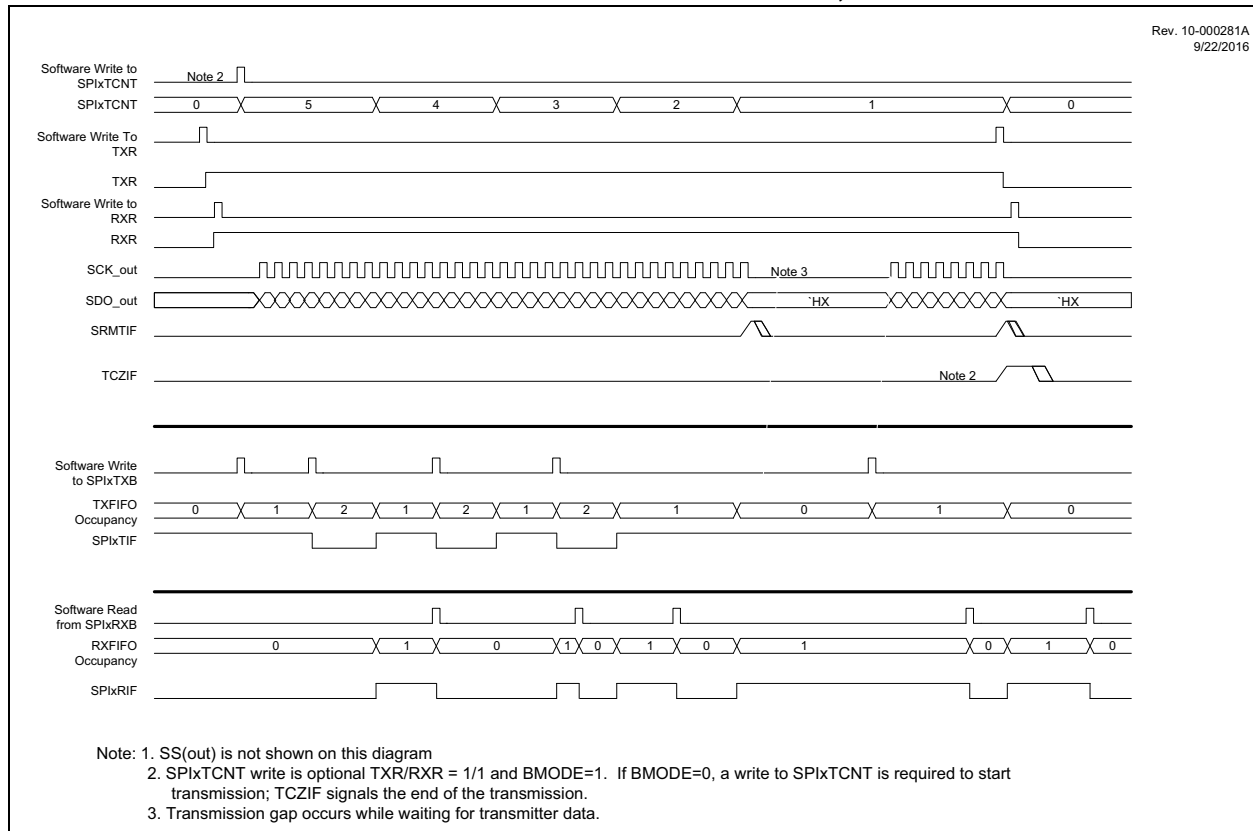 Rev. 10-000281A
9/22/2016
Software Write to
SPIxTCNT
Note 2
SPIxTCNT
0 5 4 3 2 1 0
Software Write To
TXR
TXR
Software Write to
RXR
RXR
SCK_out
Note 3
SDO_out
`HX `HX
SRMTIF
TCZIF
Note 2
Software Write
to SPIxTXB
TXFIFO
Occupancy
0 1 2 1 2 1 2 1 0 1 0
SPIxTIF
Software Read
from SPIxRXB
RXFIFO
Occupancy
0 1 0 1 0 1 0 1 0 1 0
SPIxRIF
Note: 1. SS(out) is not shown on this diagram
2. SPIxTCNT write is optional TXR/RXR = 1/1 and BMODE=1. If BMODE=0, a write to SPIxTCNT is required to start
transmission; TCZIF signals the end of the transmission.
3. Transmission gap occurs while waiting for transmitter data.